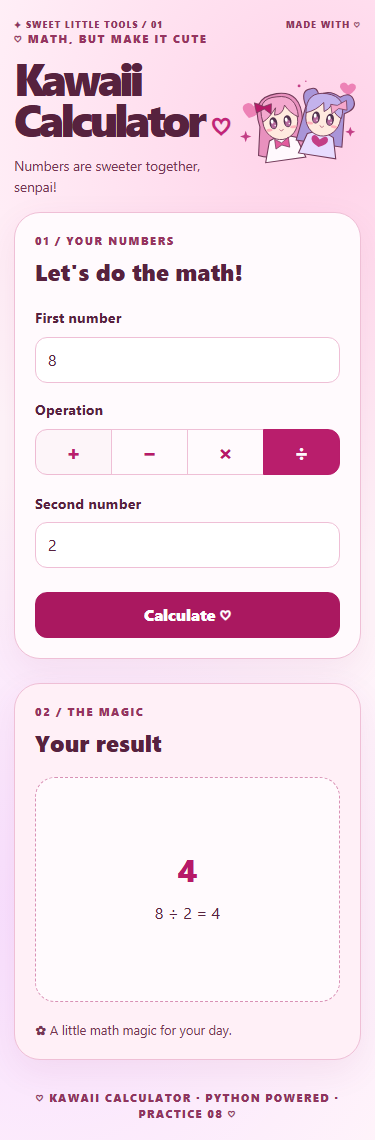 ✦ SWEET LITTLE TOOLS / 01
MADE WITH ♡
♡ MATH, BUT MAKE IT CUTE
Kawaii
Calculator ♡
Numbers are sweeter together,
senpai!
01 / YOUR NUMBERS
Let's do the math!
First number
8
Operation
+ − × ÷
Second number
2
Calculate ♡
02 / THE MAGIC
Your result
4
8 ÷ 2 = 4
✿ A little math magic for your day.
♡ KAWAII CALCULATOR · PYTHON POWERED ·
PRACTICE 08 ♡